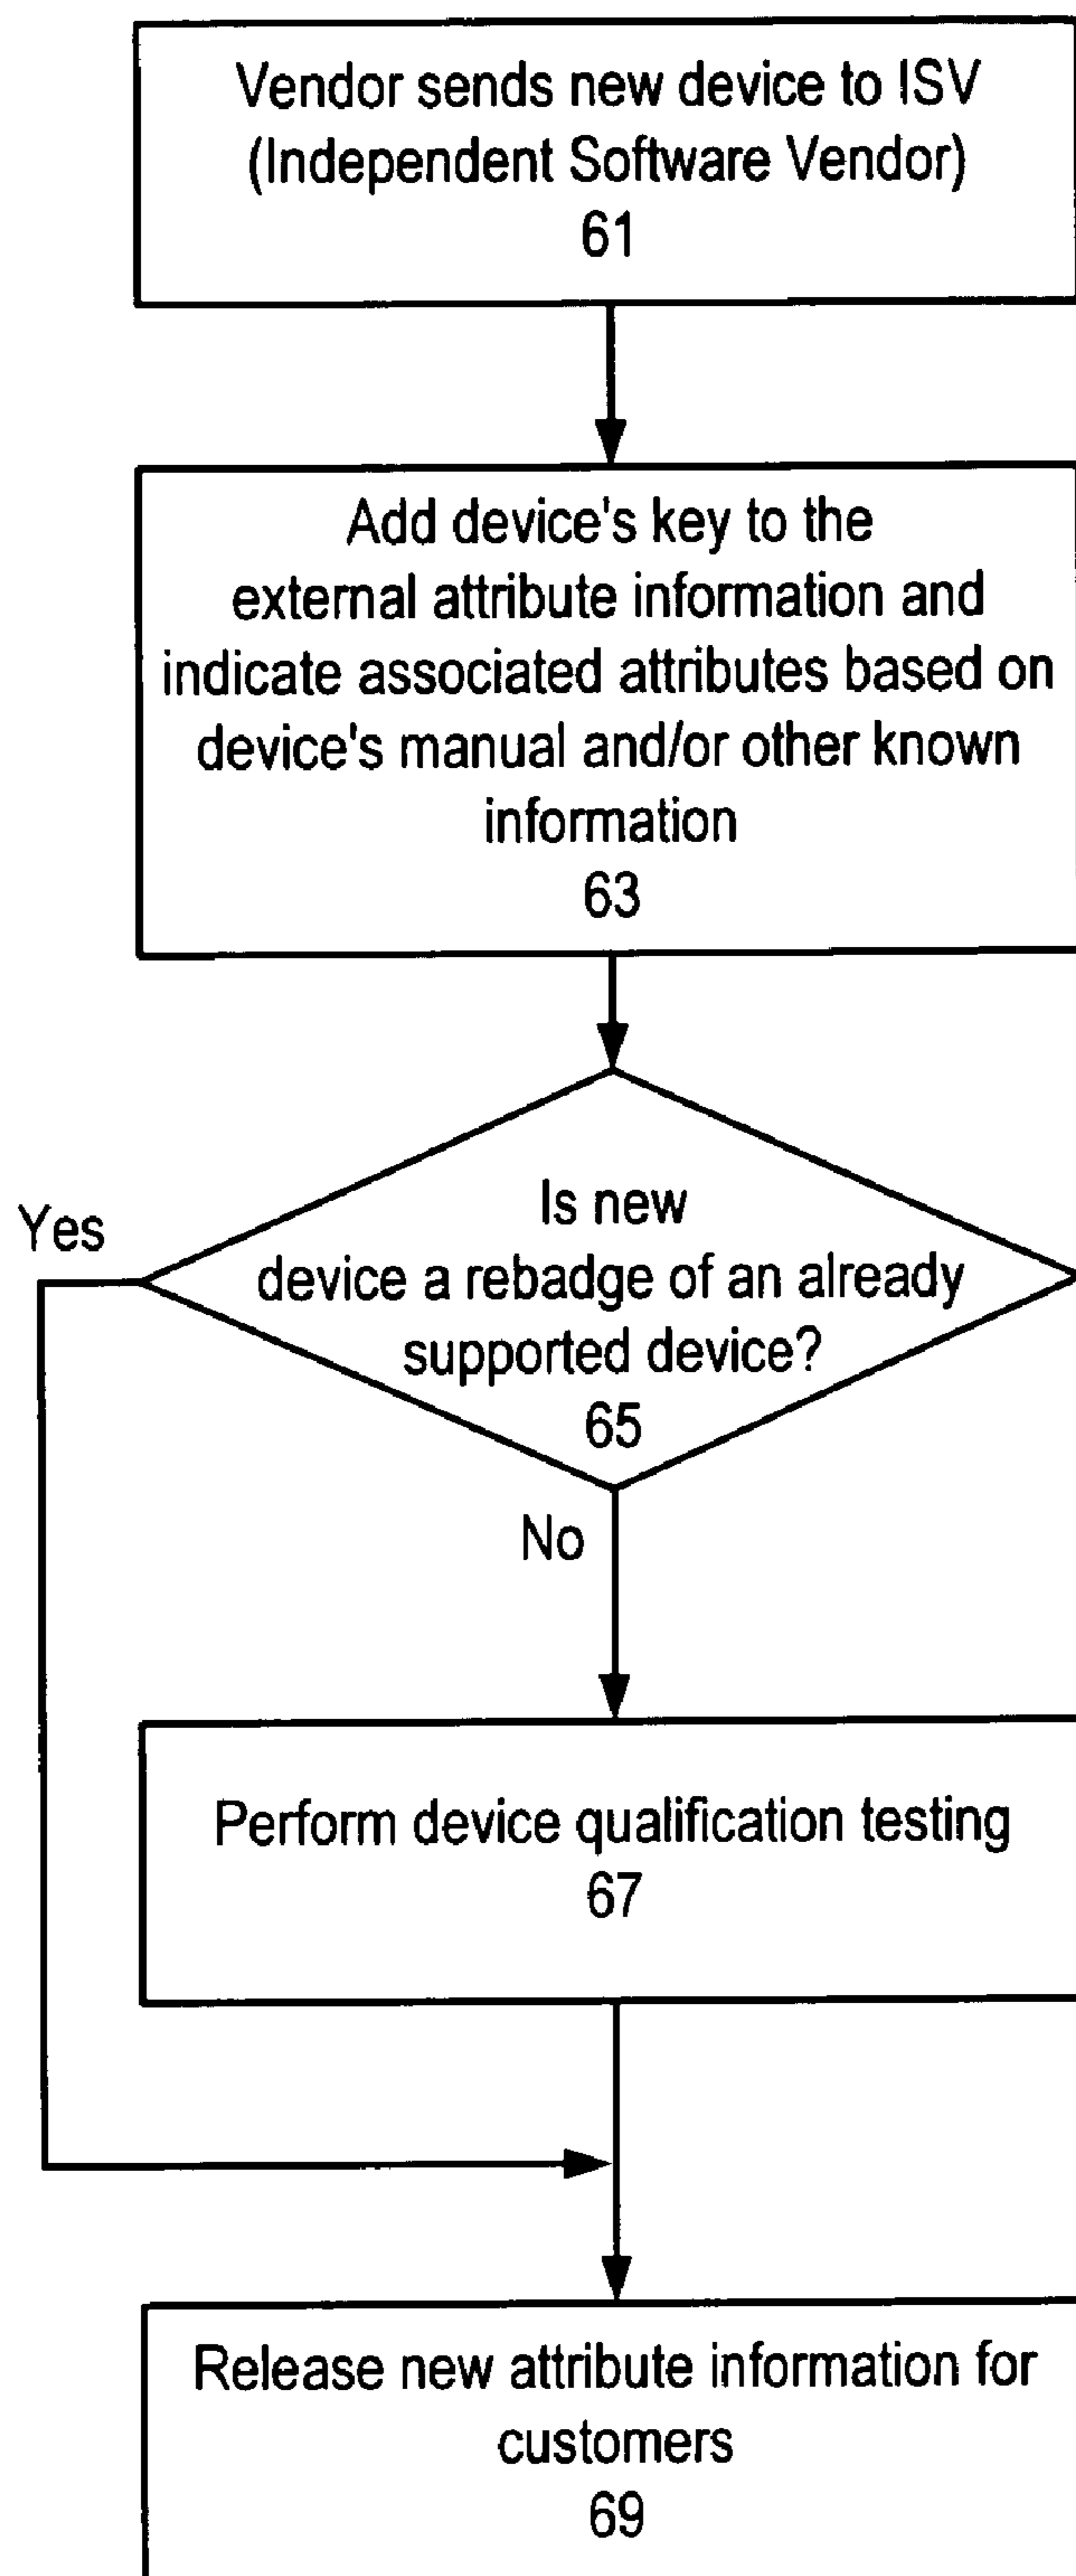 Vendor sends new device to ISV
(Independent Software Vendor)
61
Add device's key to the
external attribute information and
indicate associated attributes based on
device's manual and/or other known
information
63
Is new
device a rebadge of an already
supported device?
65
Yes
No
Perform device qualification testing
67
Release new attribute information for
customers
69